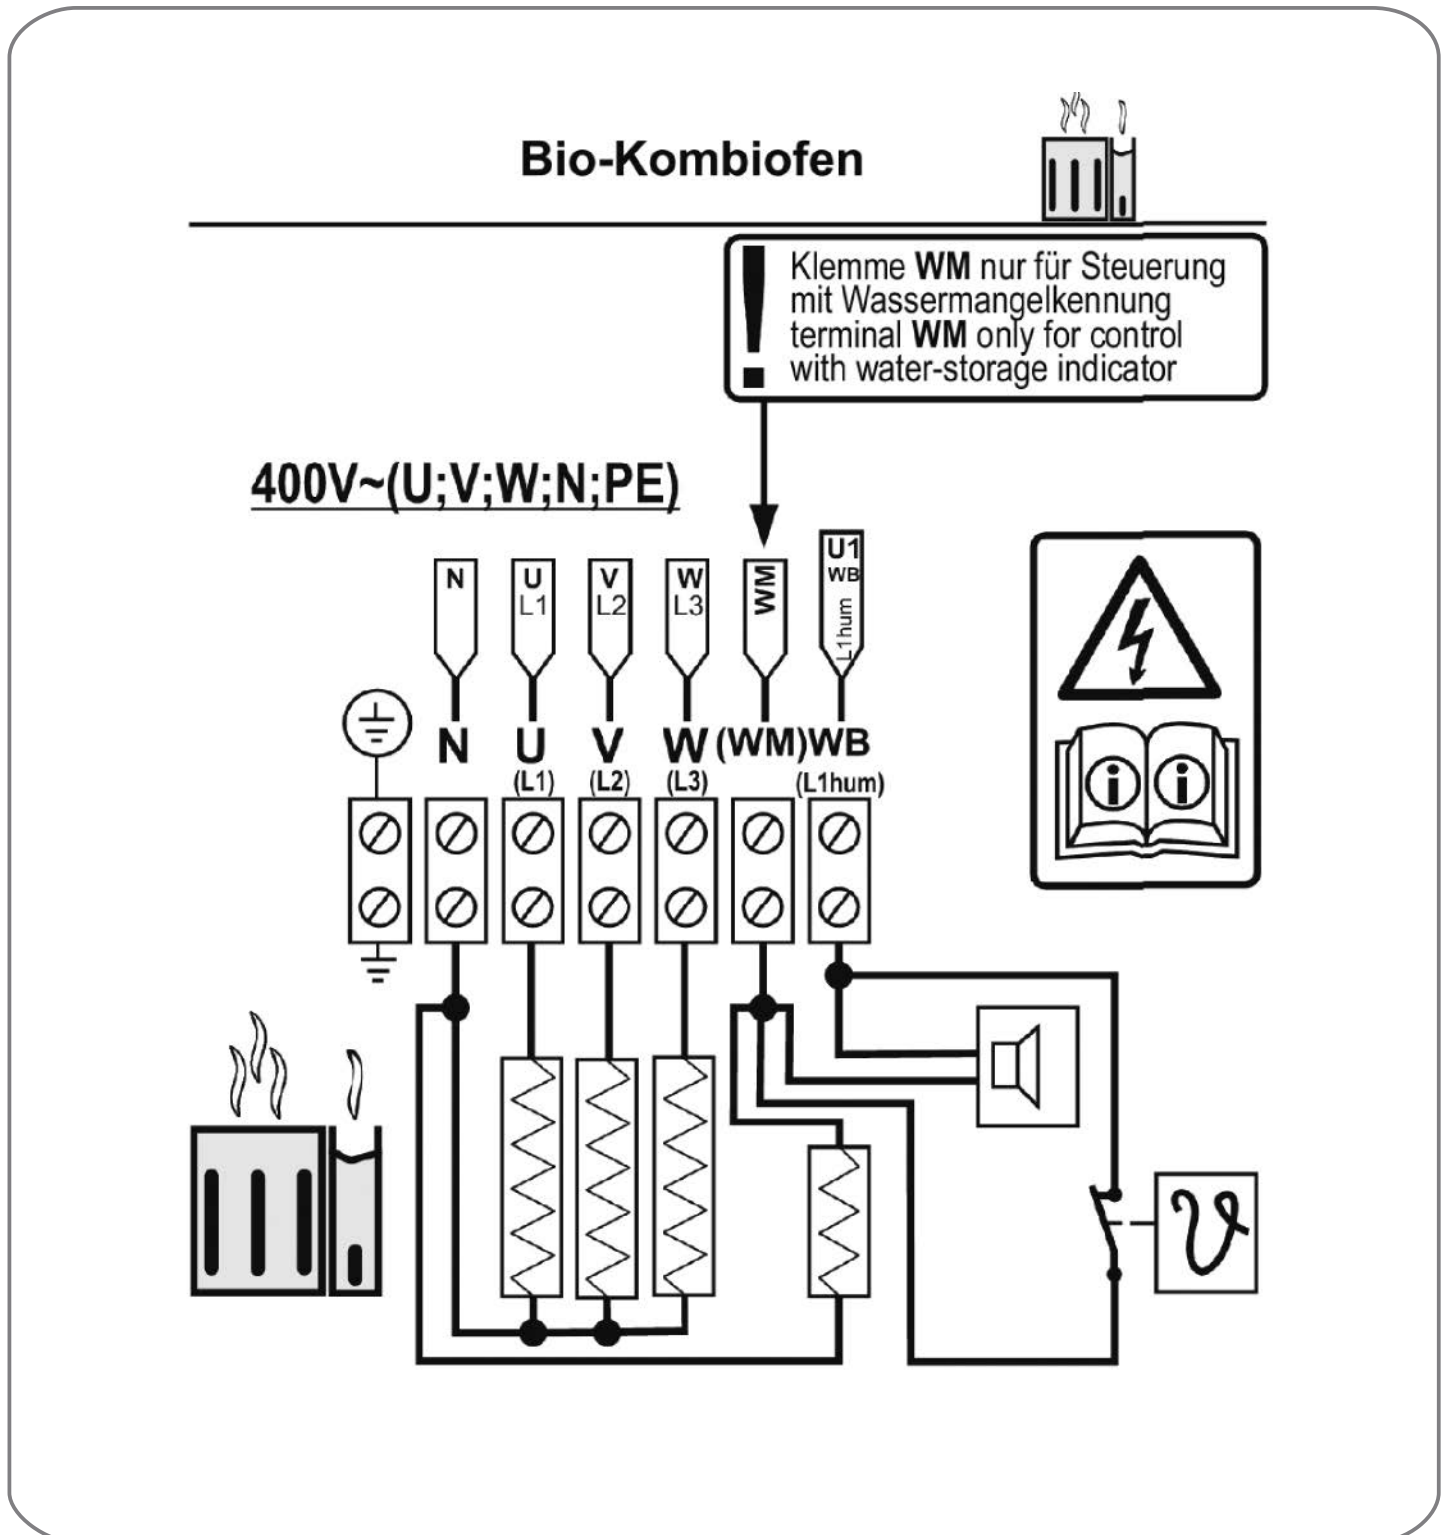 Bio-Kombiofen
! Klemme WM nur für Steuerung
mit Wassermangelkennung
terminal WM only for control
with water-storage indicator
400V~(U;V;W;N;PE)
N
U
L1
V
L2
W
L3
WM
U1
WB
L1hum
N U V W (WM) WB
(L1) (L2) (L3) (L1hum)
i i
ϑ